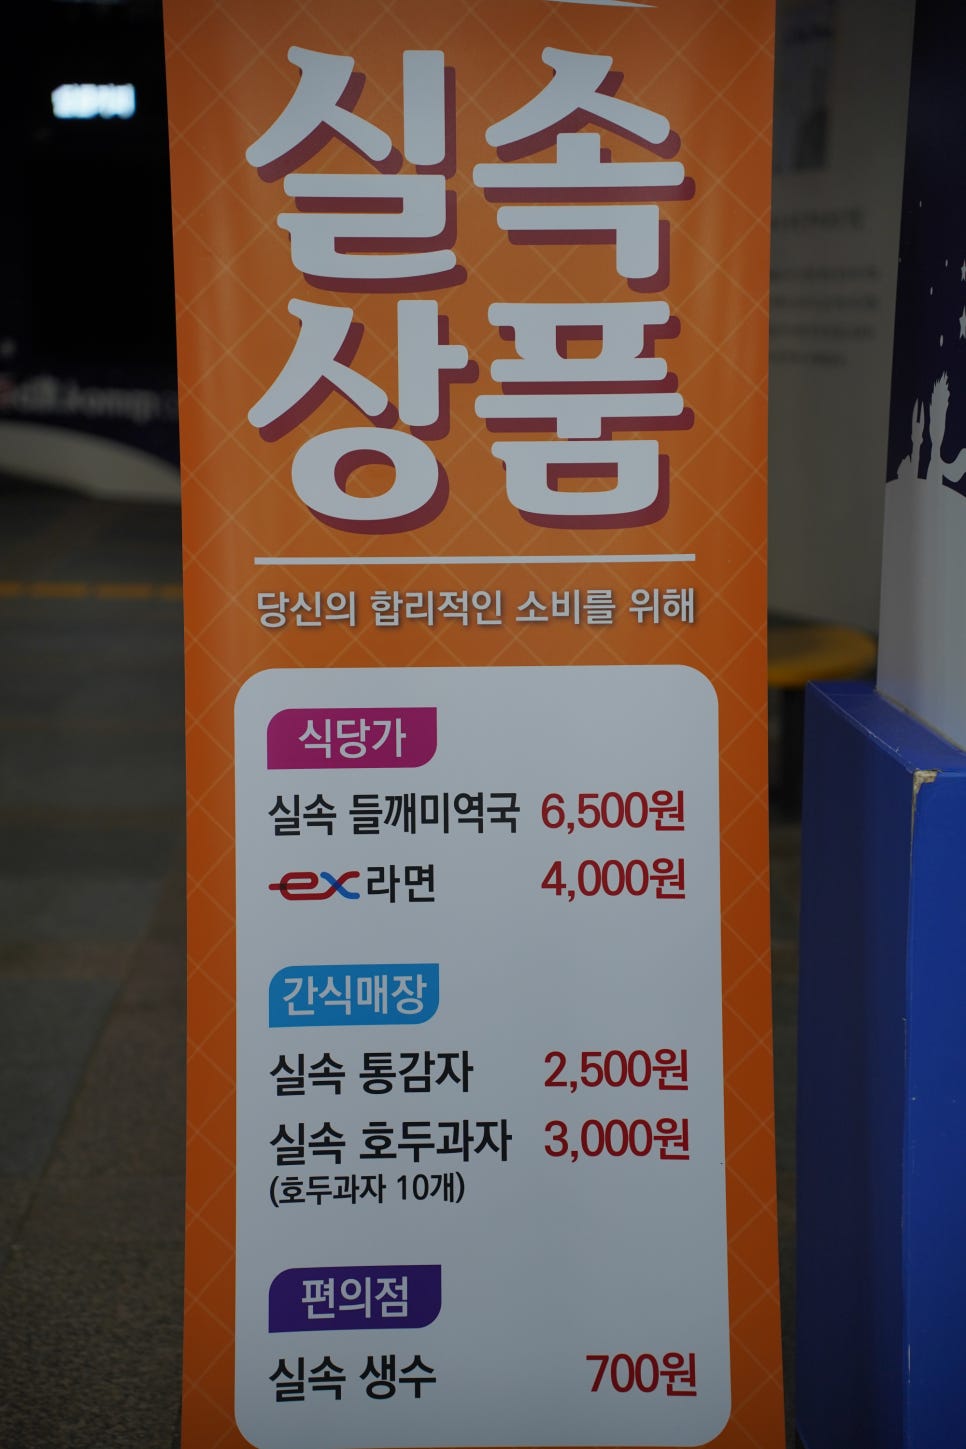 실속
상품
당신의 합리적인 소비를 위해
식당가
실속 들깨미역국 6,500원
ex라면 4,000원
간식매장
실속 통감자 2,500원
실속 호두과자 3,000원
(호두과자 10개)
편의점
실속 생수 700원